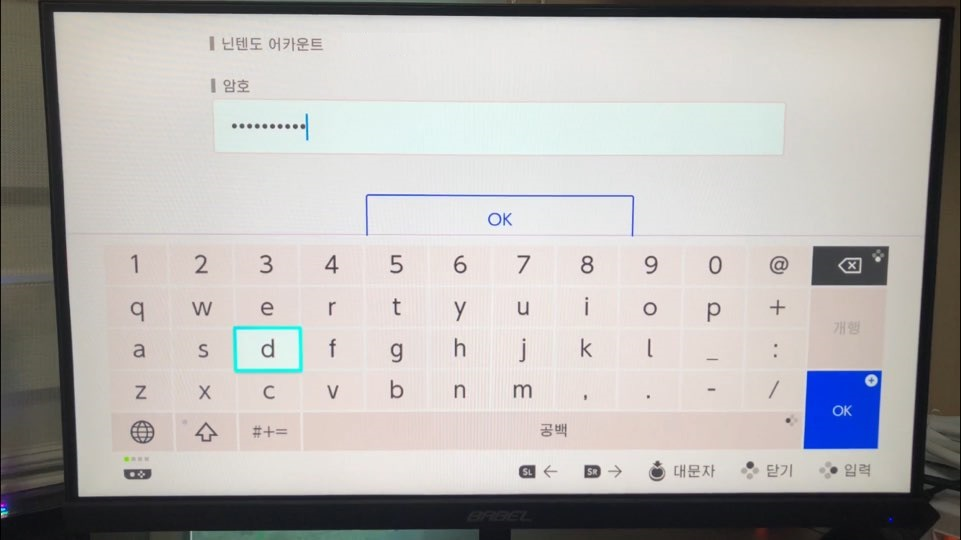 닌텐도 어카운트
암호
••••••••••
OK
1 2 3 4 5 6 7 8 9 0 @
q w e r t y u i o p +
개행
a s d f g h j k l _ :
z x c v b n m , . - /
OK
#+= 공백
SL ← SR → 대문자 닫기 입력
BABEL